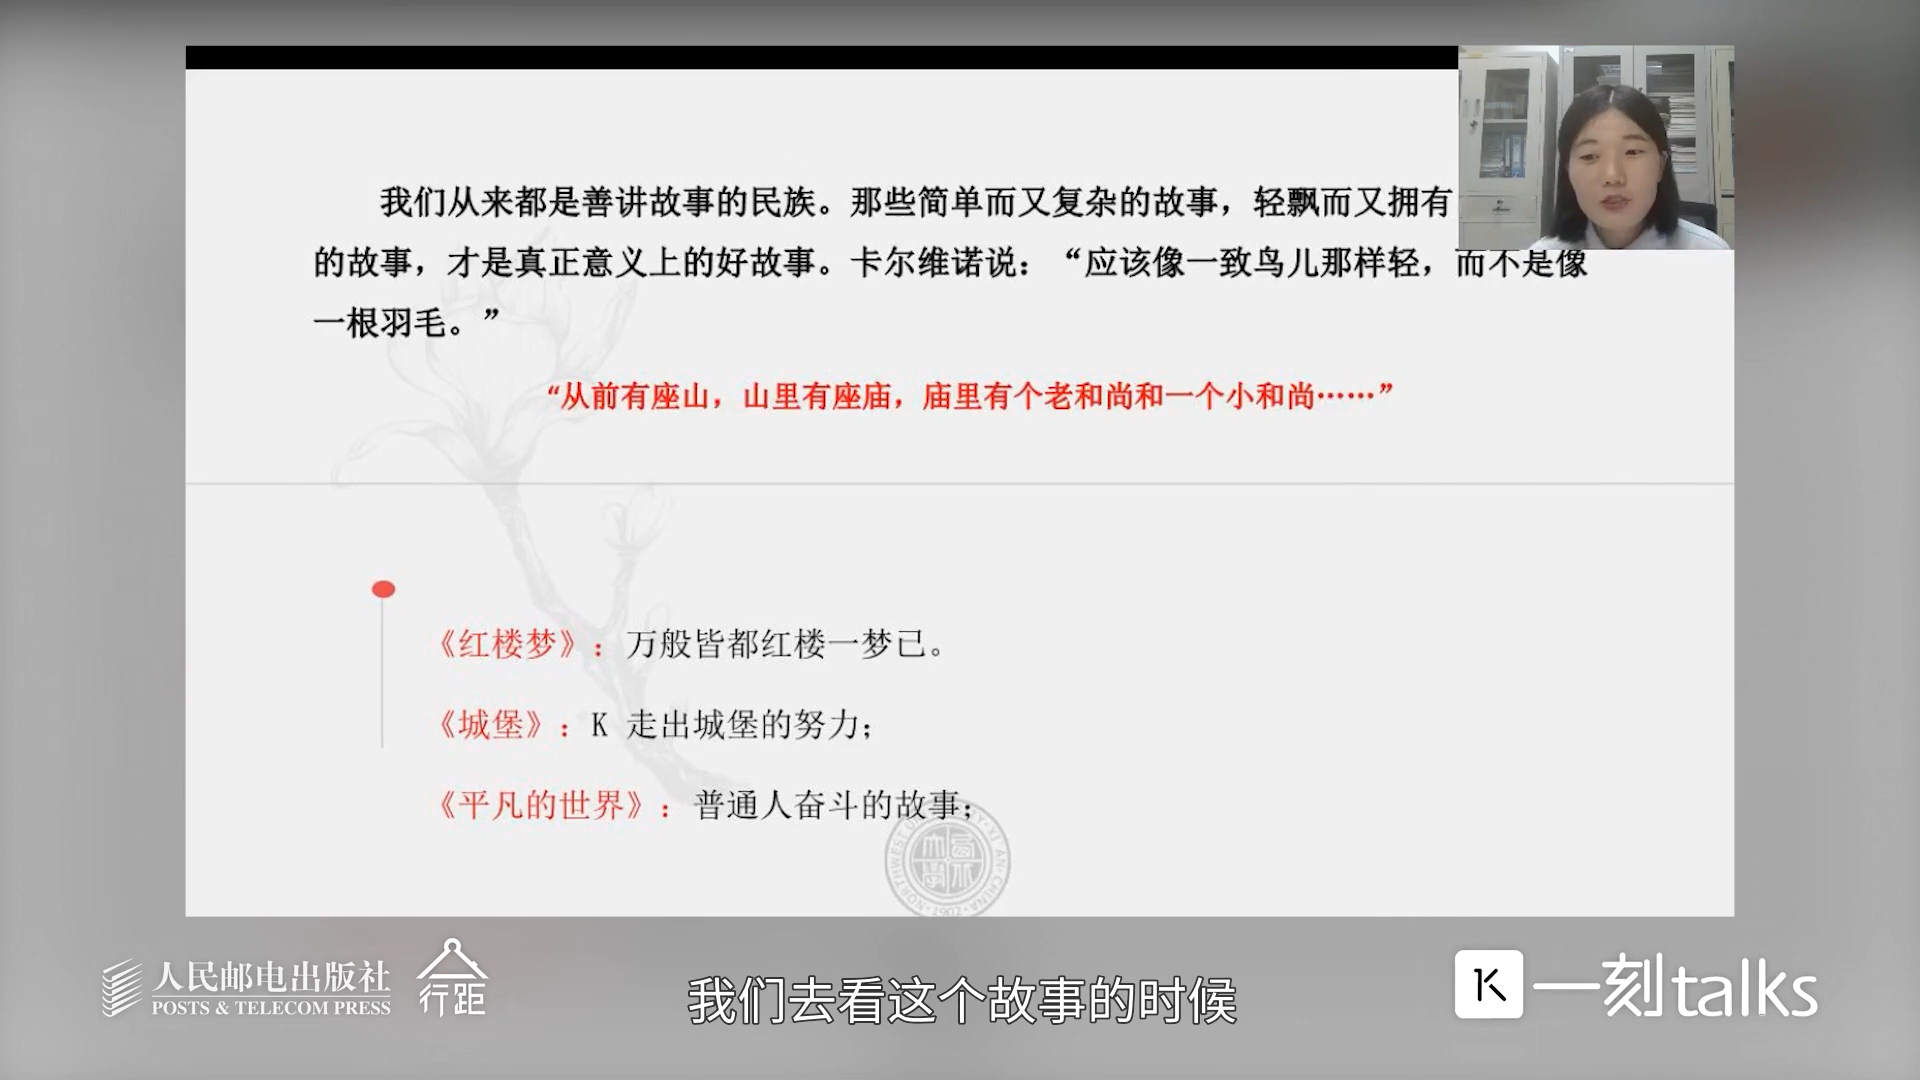 我们从来都是善讲故事的民族。那些简单而又复杂的故事，轻飘而又拥有
的故事，才是真正意义上的好故事。卡尔维诺说：“应该像一致鸟儿那样轻，而不是像
一根羽毛。”
“从前有座山，山里有座庙，庙里有个老和尚和一个小和尚……”
《红楼梦》：万般皆都红楼一梦已。
《城堡》：K 走出城堡的努力；
《平凡的世界》：普通人奋斗的故事；
人民邮电出版社
POSTS & TELECOM PRESS
行距
我们去看这个故事的时候
K 一刻talks